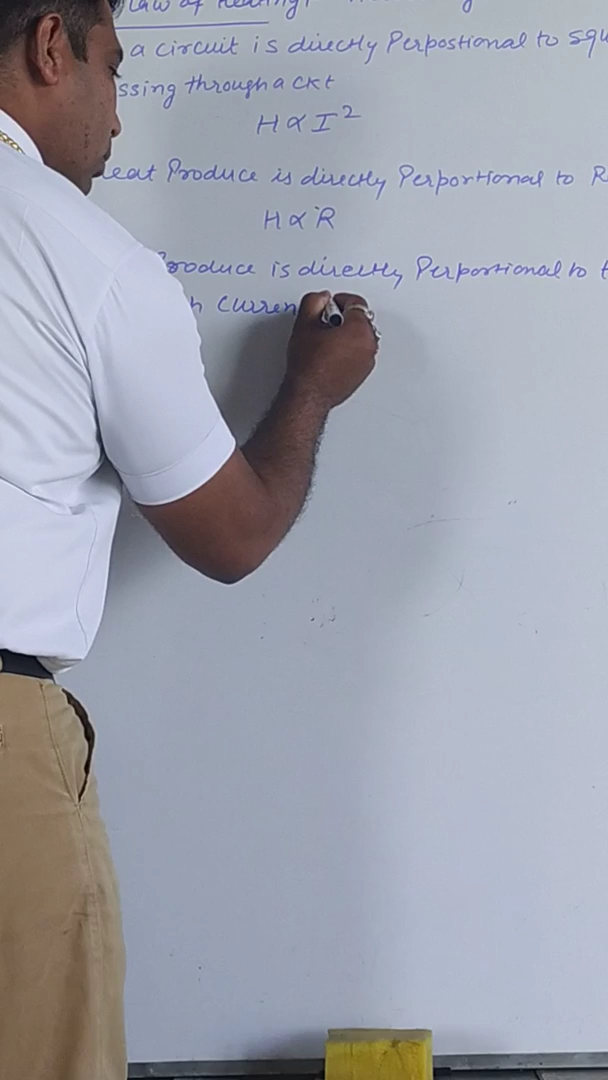 law of Heating
a circuit is directly Perpostional to squ
ssing through a ckt
H ∝ I²
eat Produce is directly Perportional to R
H ∝ R
Produce is directly Perportional to t
h Curren